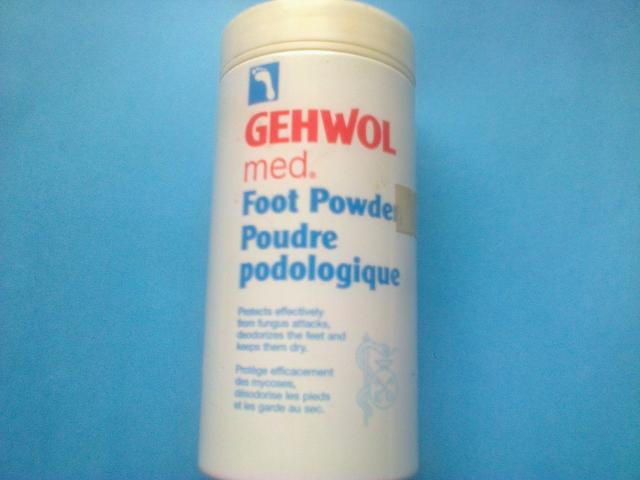 GEHWOL
med.
Foot Powder
Poudre
podologique
Protects effectively
from fungus attacks,
deodorizes the feet and
keeps them dry.
Protège efficacement
des mycoses,
désodorise les pieds
et les garde au sec.